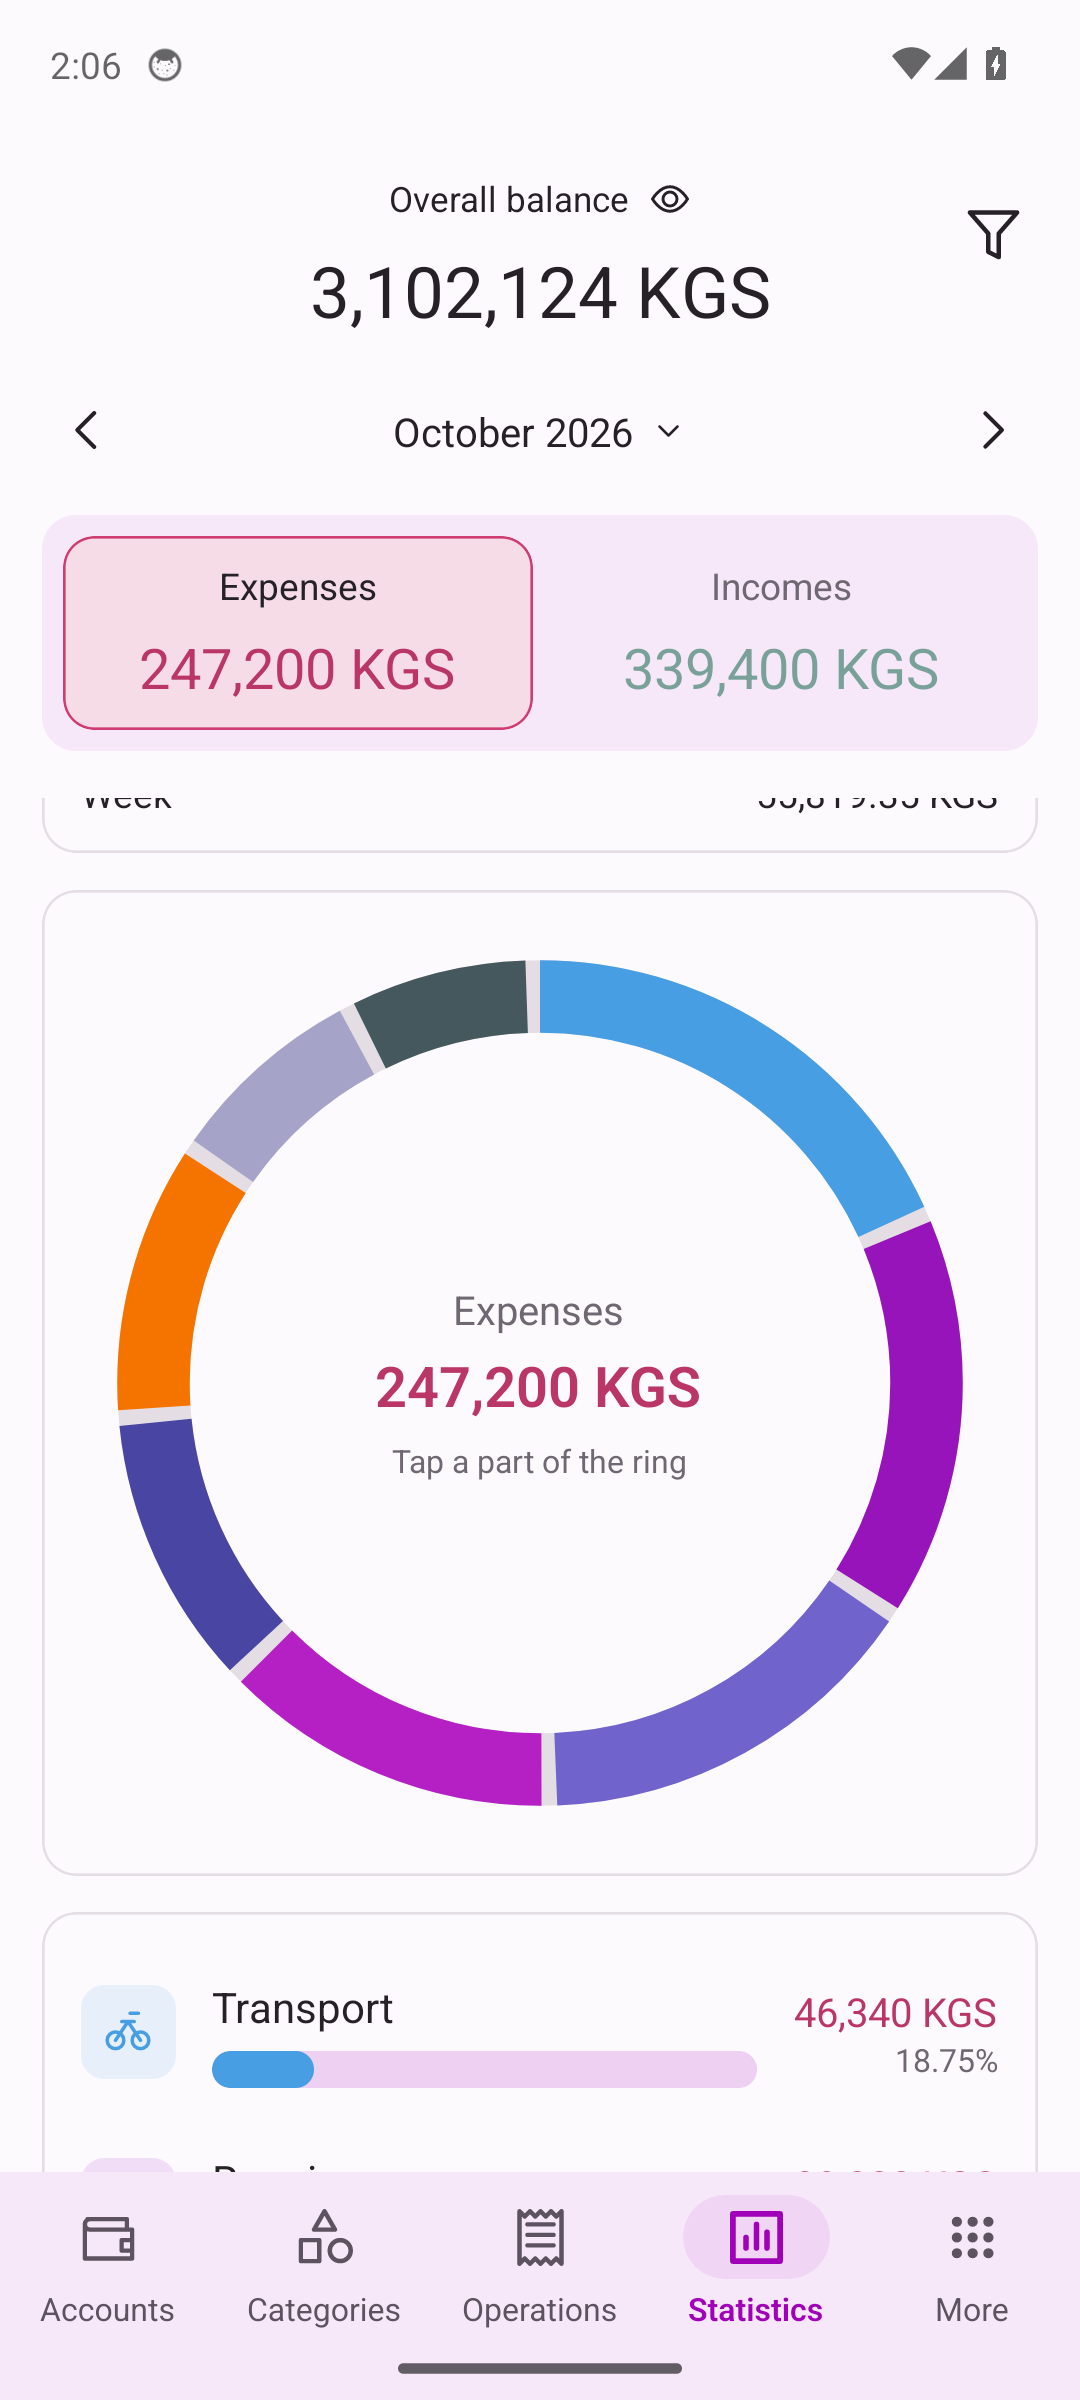 2:06
Overall balance
3,102,124 KGS
October 2026
Expenses
Incomes
247,200 KGS
339,400 KGS
Week
Expenses
247,200 KGS
Tap a part of the ring
Transport
46,340 KGS
18.75%
Accounts
Categories
Operations
Statistics
More